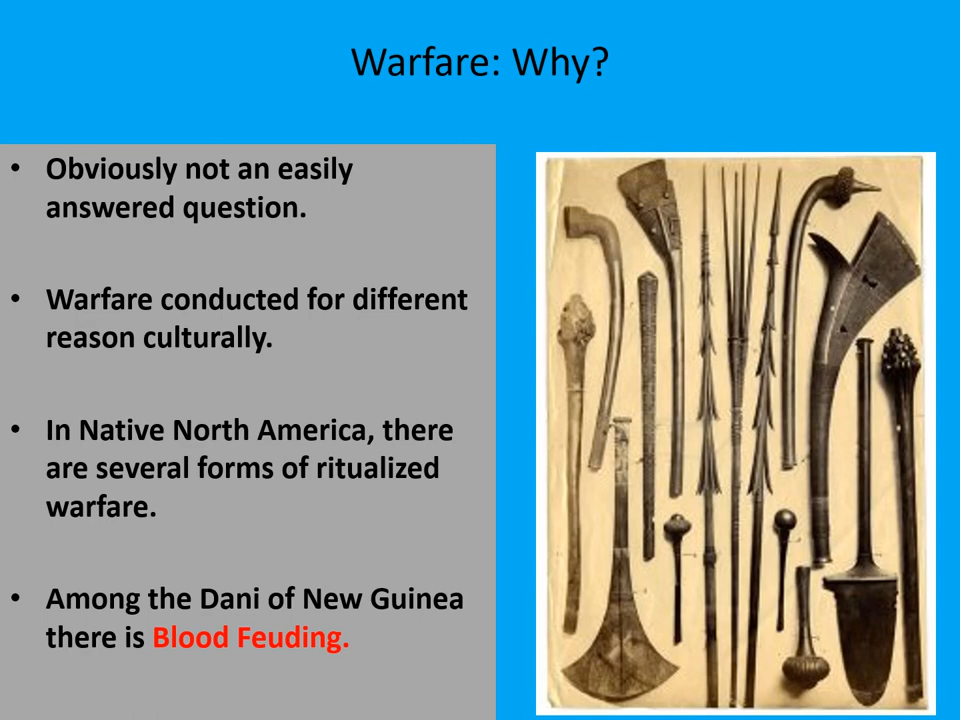 Warfare: Why?
• Obviously not an easily
answered question.
• Warfare conducted for different
reason culturally.
• In Native North America, there
are several forms of ritualized
warfare.
• Among the Dani of New Guinea
there is Blood Feuding.